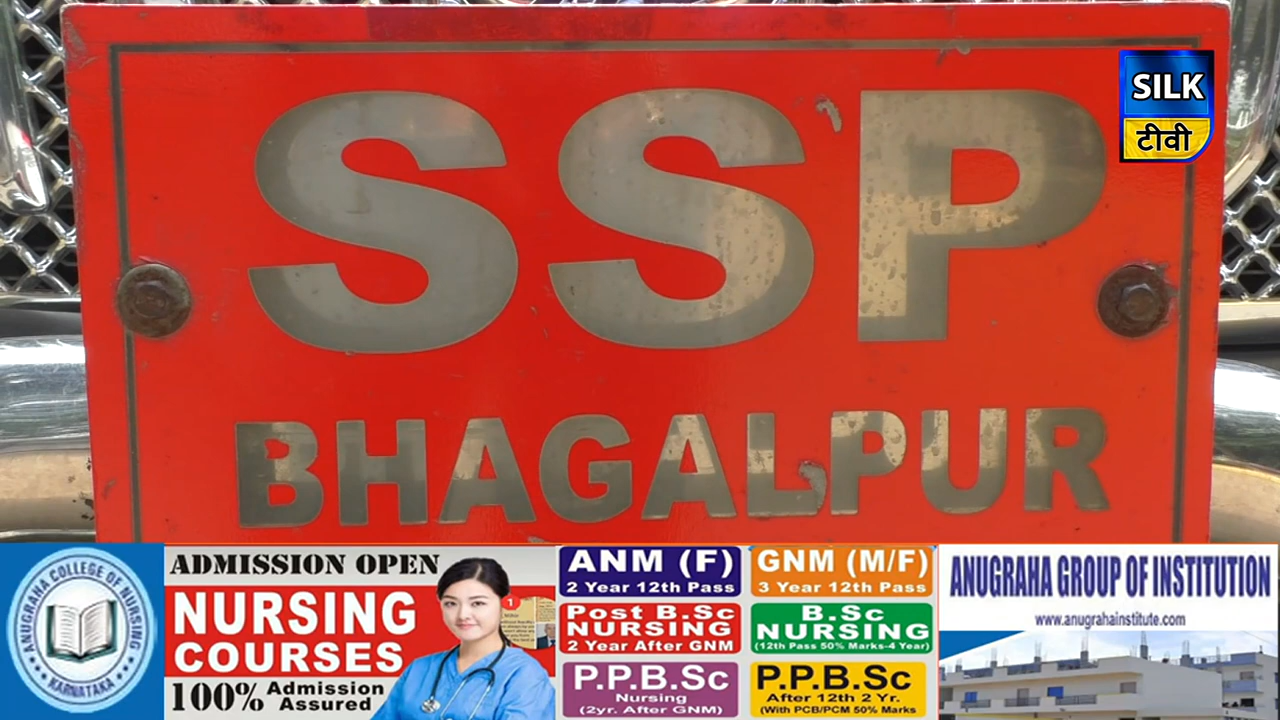 SSP
BHAGALPUR
SILK
टीवी
ANUGRAHA COLLEGE OF NURSING
KARNATAKA
ADMISSION OPEN
NURSING
COURSES
100% Admission
Assured
ANM (F)
2 Year 12th Pass
GNM (M/F)
3 Year 12th Pass
Post B.Sc
NURSING
2 Year After GNM
B.Sc
NURSING
(12th Pass 50% Marks-4 Year)
P.P.B.Sc
Nursing
(2yr. After GNM)
P.P.B.Sc
After 12th 2 Yr.
(With PCB/PCM 50% Marks
ANUGRAHA GROUP OF INSTITUTION
www.anugrahainstitute.com